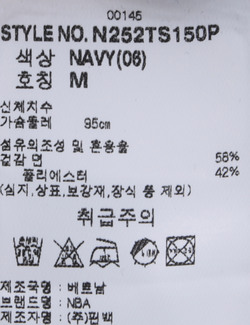 00145
STYLE NO. N252TS150P
색상 NAVY(06)
호칭 M
신체치수
가슴둘레 95cm
섬유의조성 및 혼용율
겉감 면 58%
폴리에스터 42%
(심지,상표,보강재,장식 등 제외)
취급주의
제조국명 : 베트남
브랜드명 : NBA
제조자명 : (주)펀백